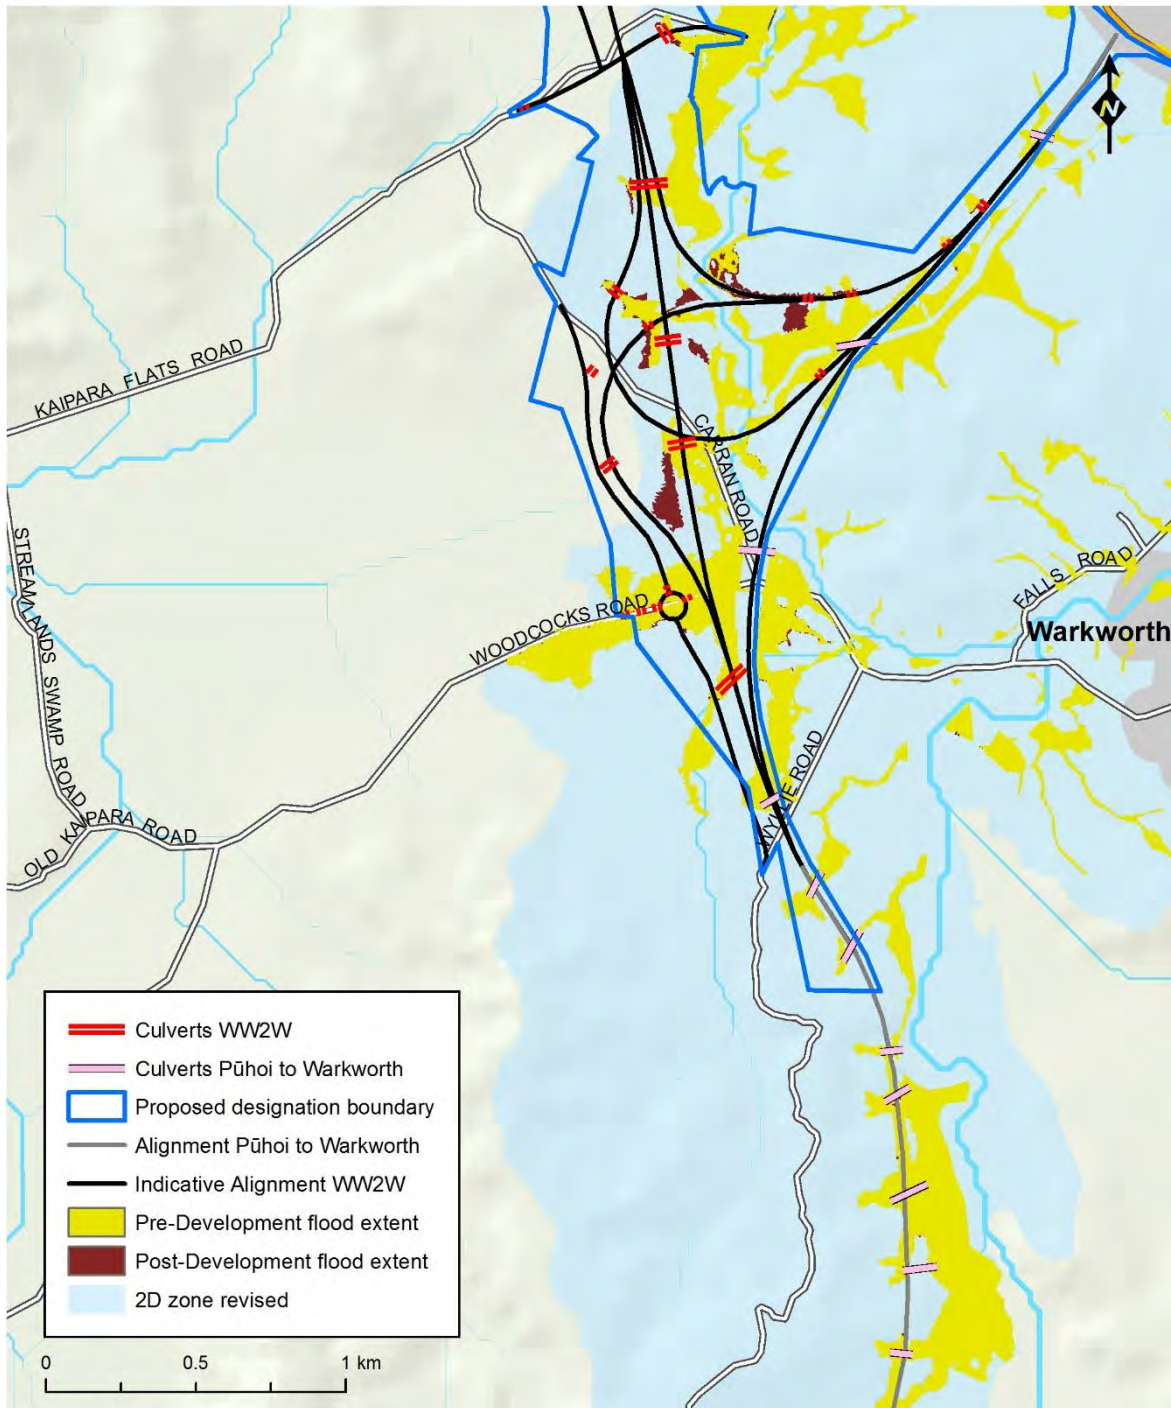 N
KAIPARA FLATS ROAD
CARRAN ROAD
STREAMLANDS SWAMP ROAD
FALLS ROAD
WOODCOCKS ROAD
Warkworth
WYLLIE ROAD
OLD KAIPARA ROAD
Culverts WW2W
Culverts Pūhoi to Warkworth
Proposed designation boundary
Alignment Pūhoi to Warkworth
Indicative Alignment WW2W
Pre-Development flood extent
Post-Development flood extent
2D zone revised
0 0.5 1 km